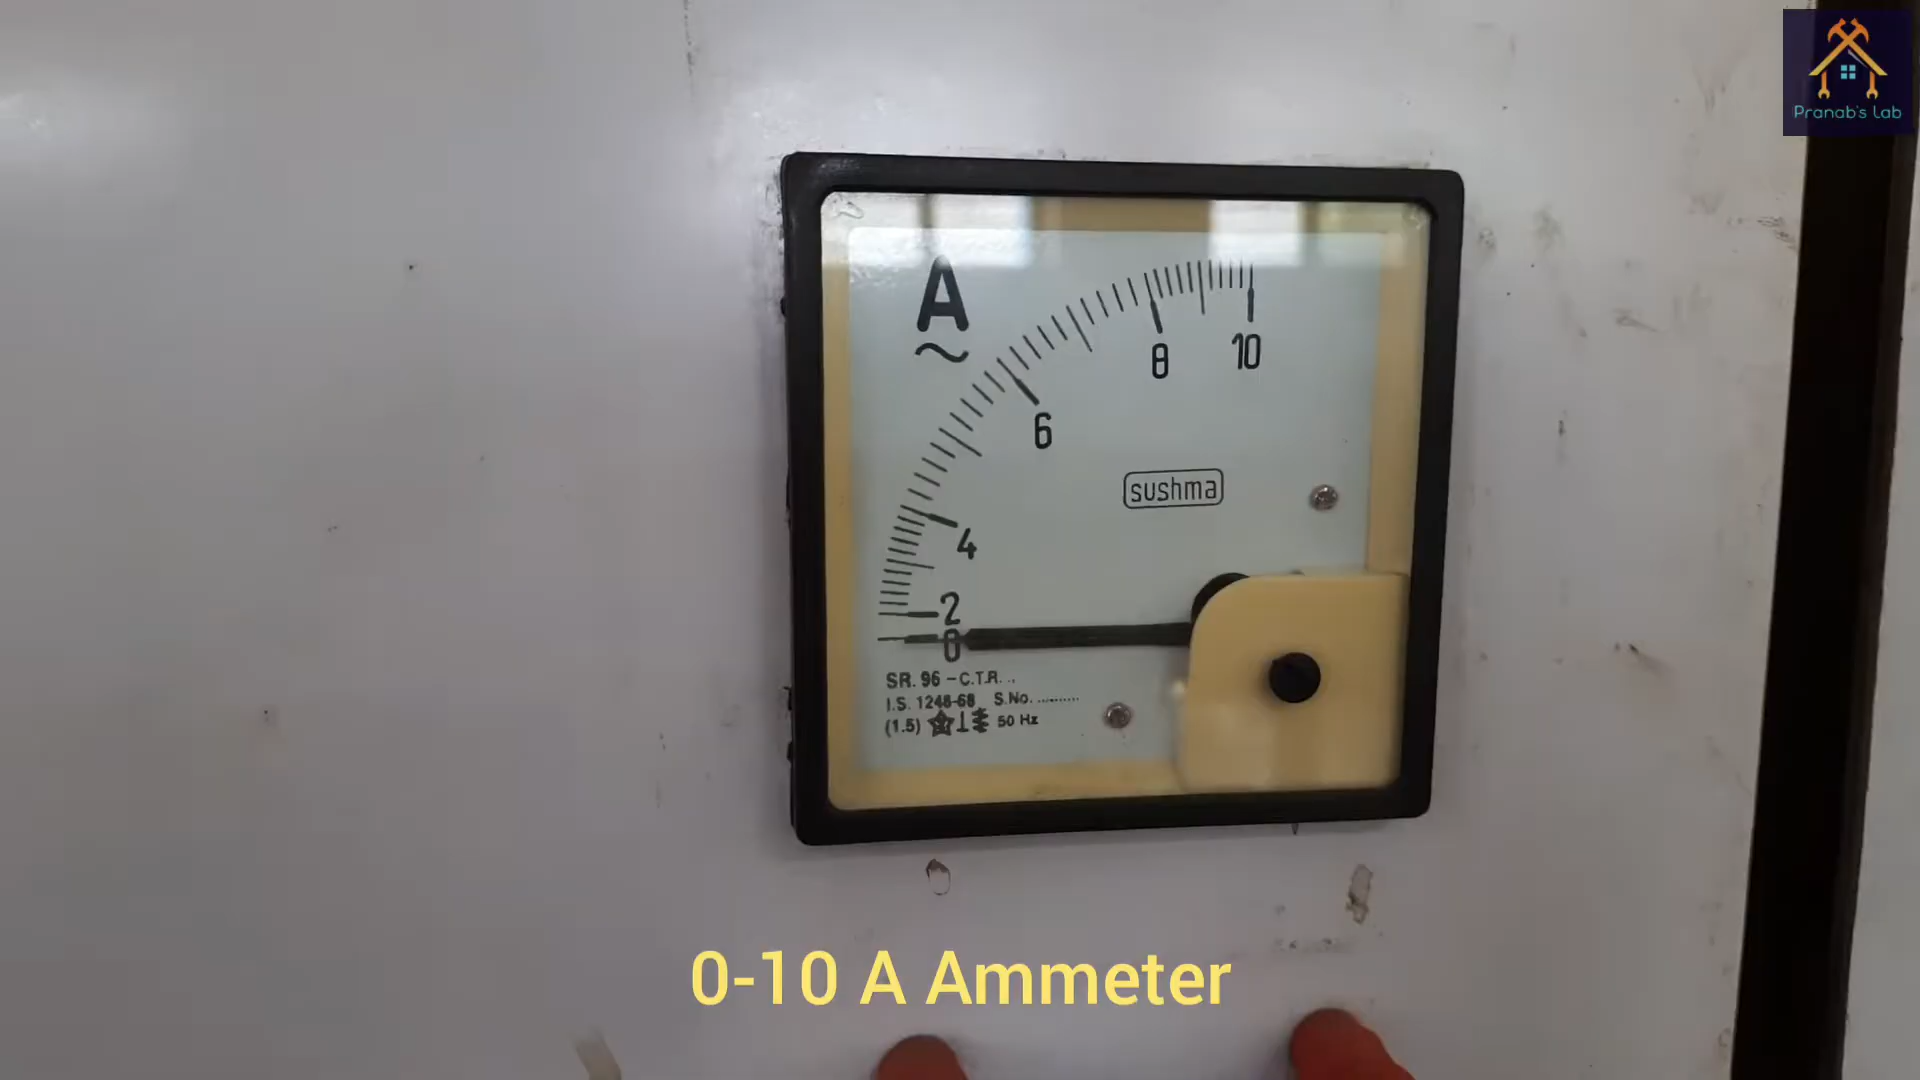 Pranab's Lab
A
10
8
6
sushma
4
2
0
SR. 96 - C.T.R. ..
I.S. 1248-68 S.No. ..........
(1.5) 50 Hz
0-10 A Ammeter